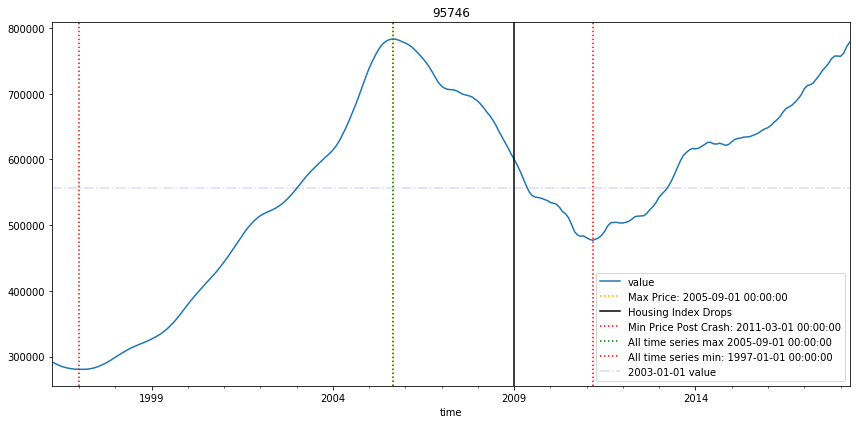 95746
800000
700000
600000
500000
400000
300000
1999
2004
2009
2014
time
value
Max Price: 2005-09-01 00:00:00
Housing Index Drops
Min Price Post Crash: 2011-03-01 00:00:00
All time series max 2005-09-01 00:00:00
All time series min: 1997-01-01 00:00:00
2003-01-01 value